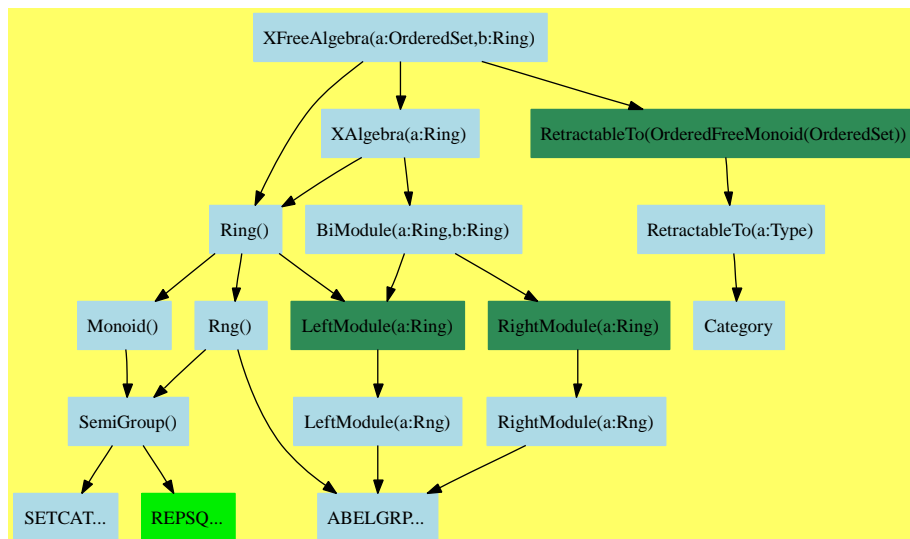 XFreeAlgebra(a:OrderedSet,b:Ring)
XAlgebra(a:Ring)
RetractableTo(OrderedFreeMonoid(OrderedSet))
Ring()
BiModule(a:Ring,b:Ring)
RetractableTo(a:Type)
Monoid()
Rng()
LeftModule(a:Ring)
RightModule(a:Ring)
Category
SemiGroup()
LeftModule(a:Rng)
RightModule(a:Rng)
SETCAT...
REPSQ...
ABELGRP...